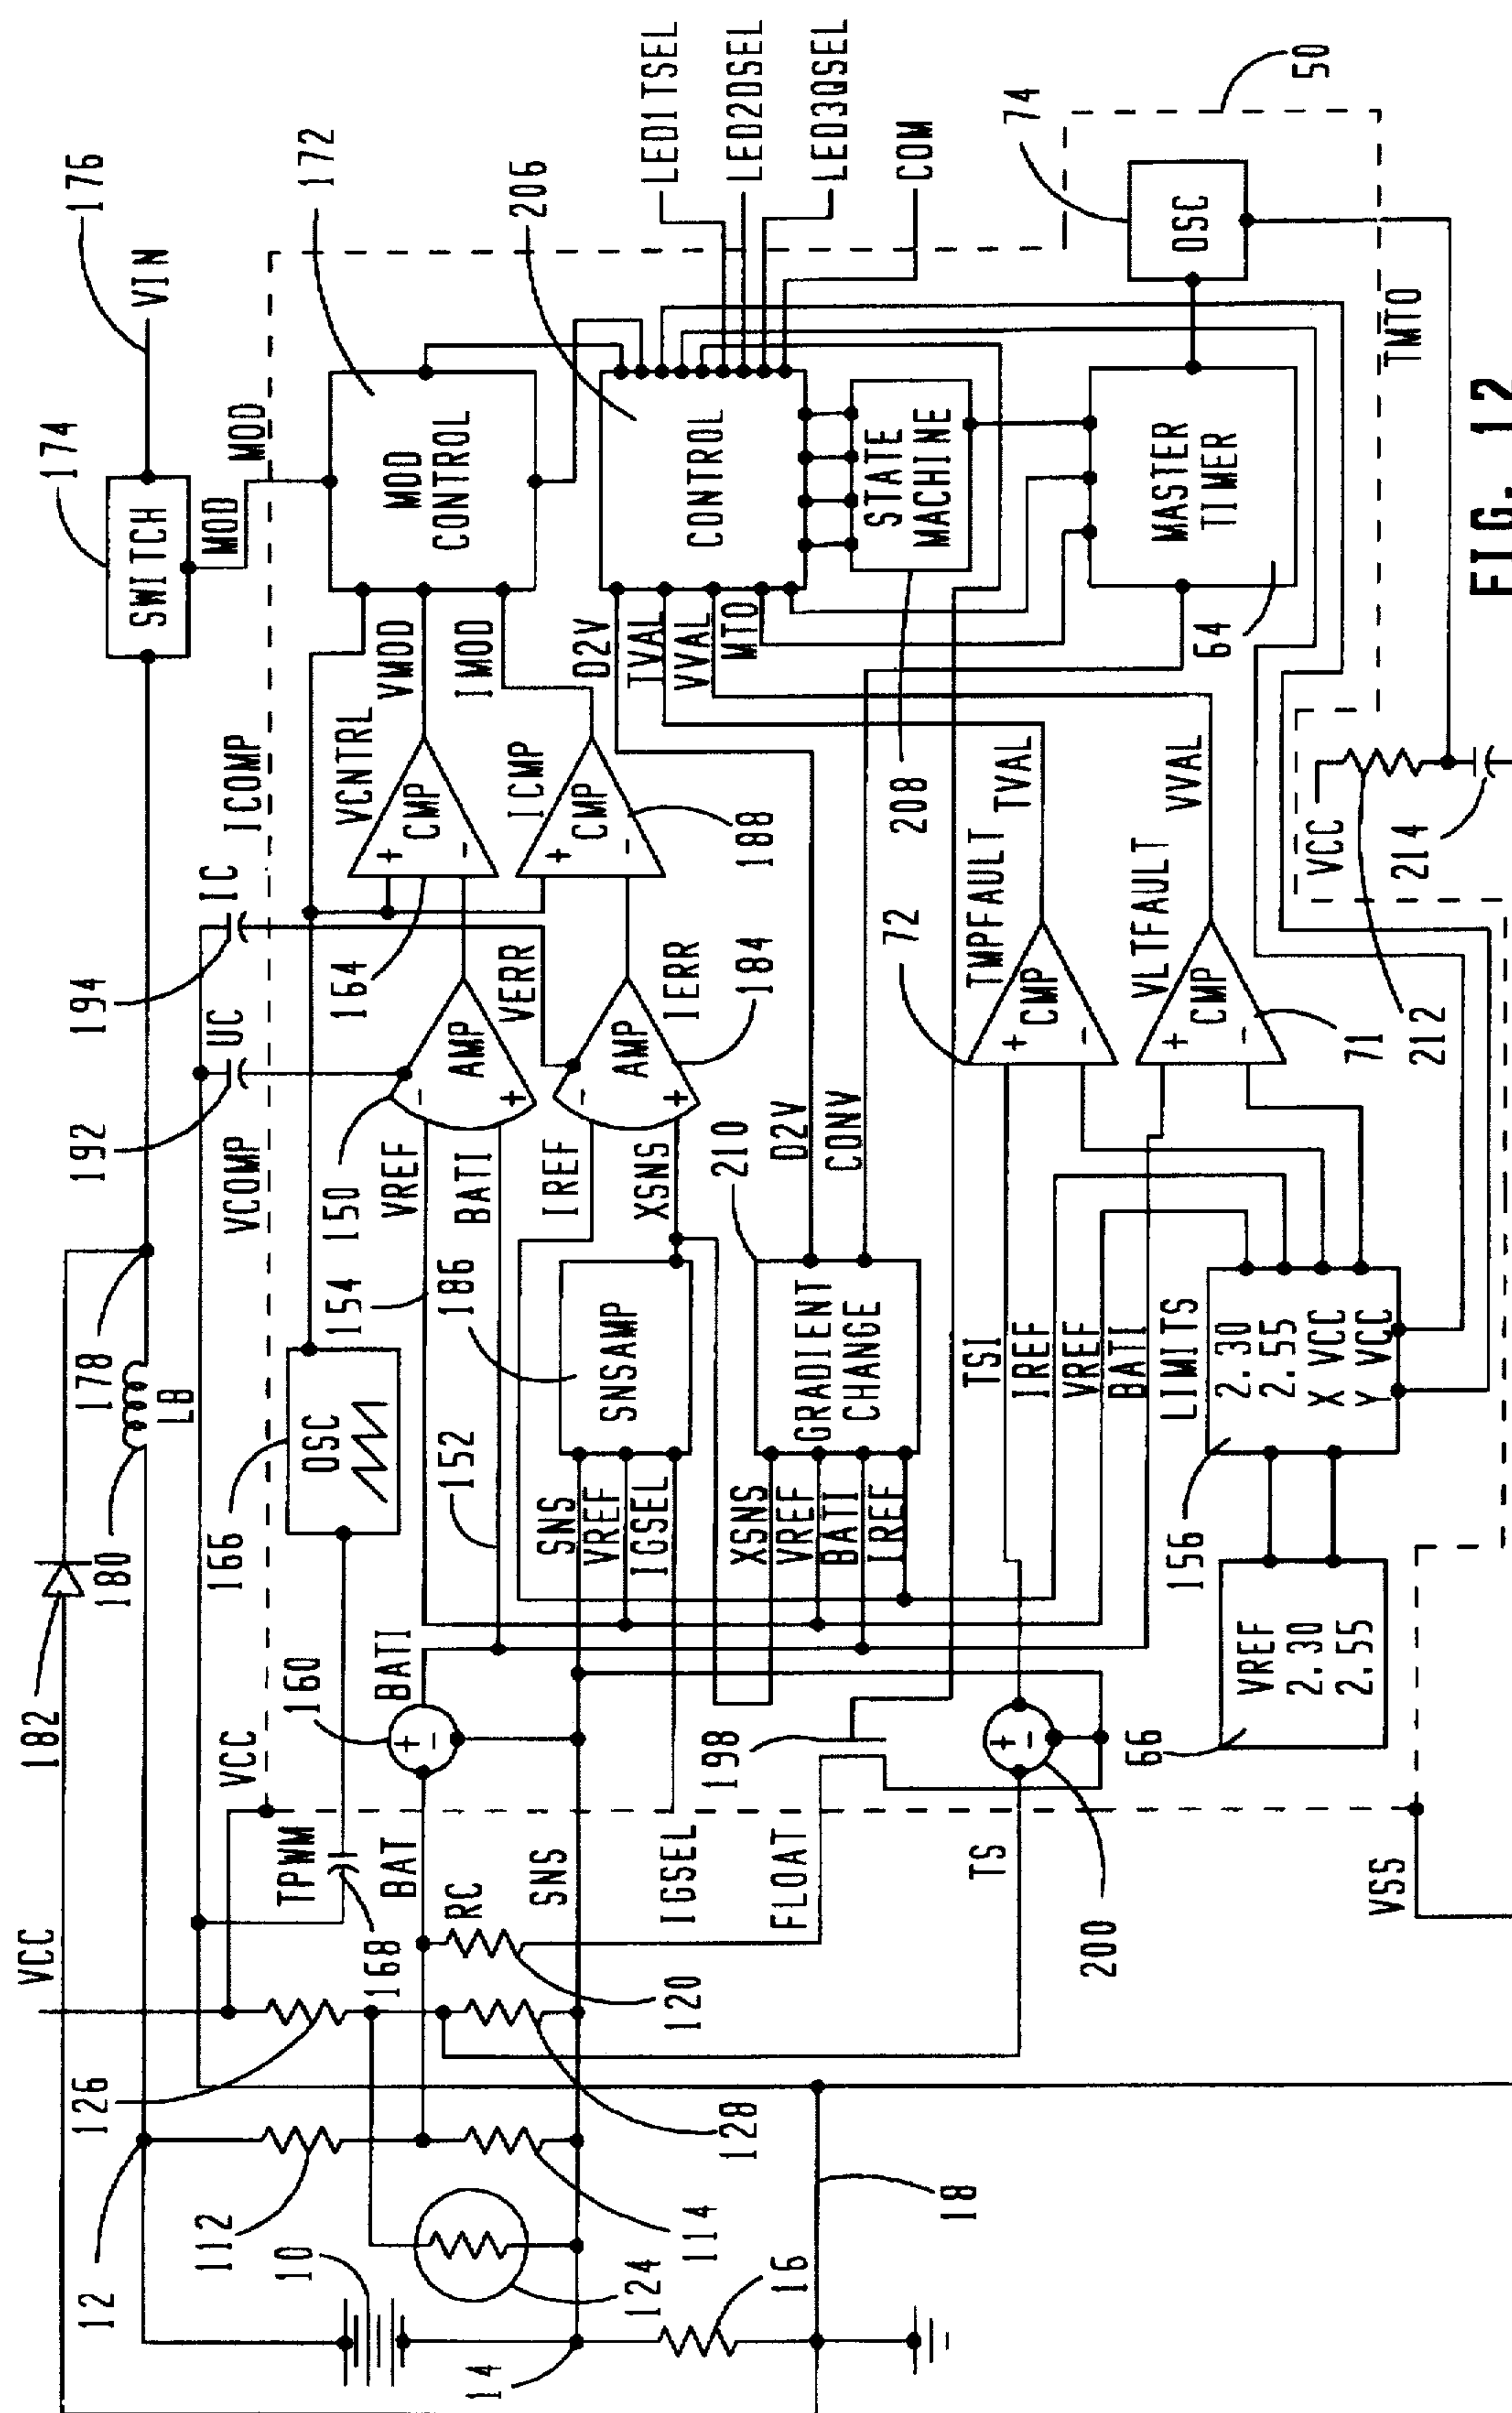 VCC
182
180
178
LB
192
194
UC
IC
VCOMP
ICOMP
174
SWITCH
MOD
MOD
176
VIN
12
126
112
10
124
114
128
14
16
18
168
TPWM
BAT
RC
SNS
120
IGSEL
FLOAT
TS
VSS
VCC
166
OSC
160
BATI
152
154
186
SNS
VREF
IGSEL
SNSAMP
150
VREF
BATI
IREF
XSNS
AMP
-
+
VERR
AMP
-
+
IERR
184
164
VCNTRL
CMP
+
-
ICMP
CMP
+
-
188
VMOD
IMOD
172
MOD
CONTROL
206
CONTROL
D2V
TVAL
VVAL
MTO
LED1TSEL
LED2DSEL
LED3QSEL
COM
STATE
MACHINE
208
210
XSNS
VREF
BATI
IREF
GRADIENT
CHANGE
D2V
CONV
198
+
-
200
TSI
IREF
VREF
BATI
72
TMPFAULT
CMP
+
-
TVAL
VLTFAULT
CMP
+
-
71
VVAL
66
VREF
2.30
2.55
156
LIMITS
2.30
2.55
X VCC
Y VCC
MASTER
TIMER
64
OSC
74
50
TMTO
VCC
212
214
FIG. 12
+
-